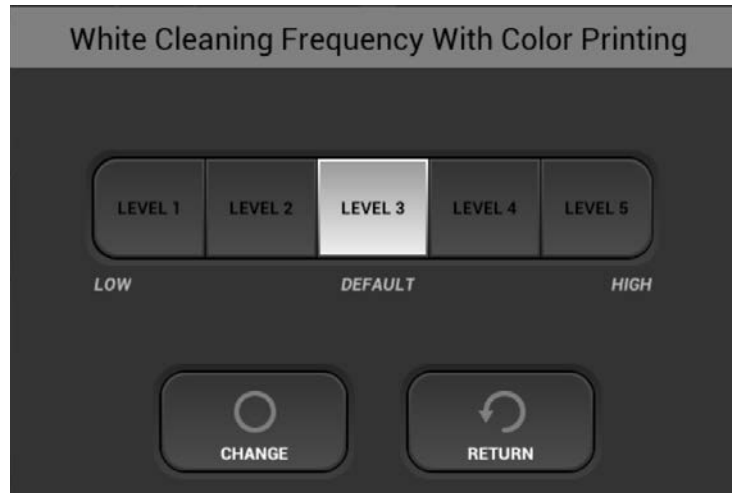 White Cleaning Frequency With Color Printing
LEVEL 1 LEVEL 2 LEVEL 3 LEVEL 4 LEVEL 5
LOW DEFAULT HIGH
CHANGE RETURN